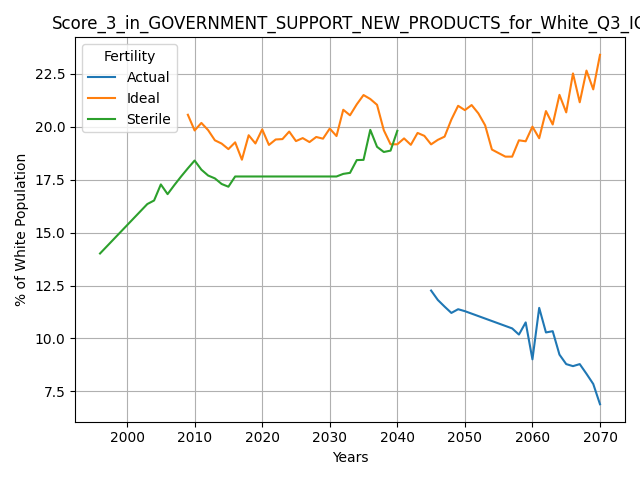 Score_3_in_GOVERNMENT_SUPPORT_NEW_PRODUCTS_for_White_Q3_IC
Fertility
Actual
Ideal
Sterile
% of White Population
22.5
20.0
17.5
15.0
12.5
10.0
7.5
2000 2010 2020 2030 2040 2050 2060 2070
Years